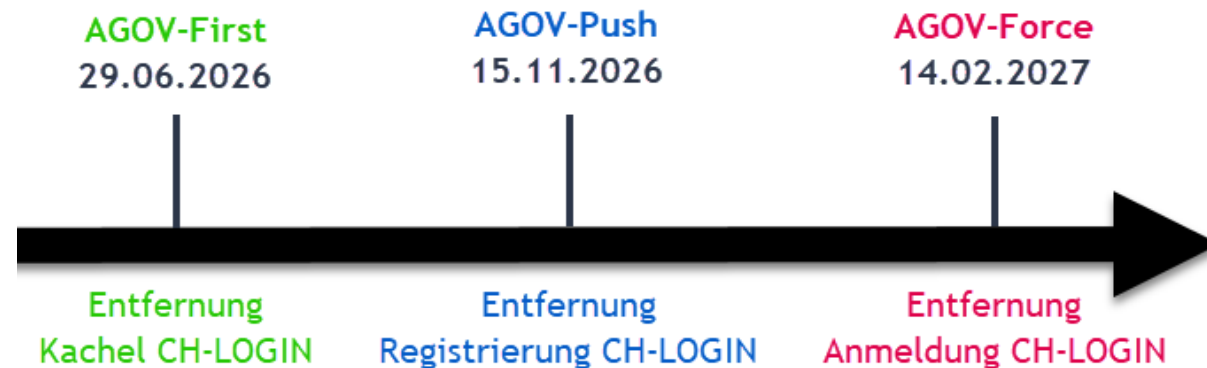 AGOV-First
29.06.2026
AGOV-Push
15.11.2026
AGOV-Force
14.02.2027
Entfernung
Kachel CH-LOGIN
Entfernung
Registrierung CH-LOGIN
Entfernung
Anmeldung CH-LOGIN